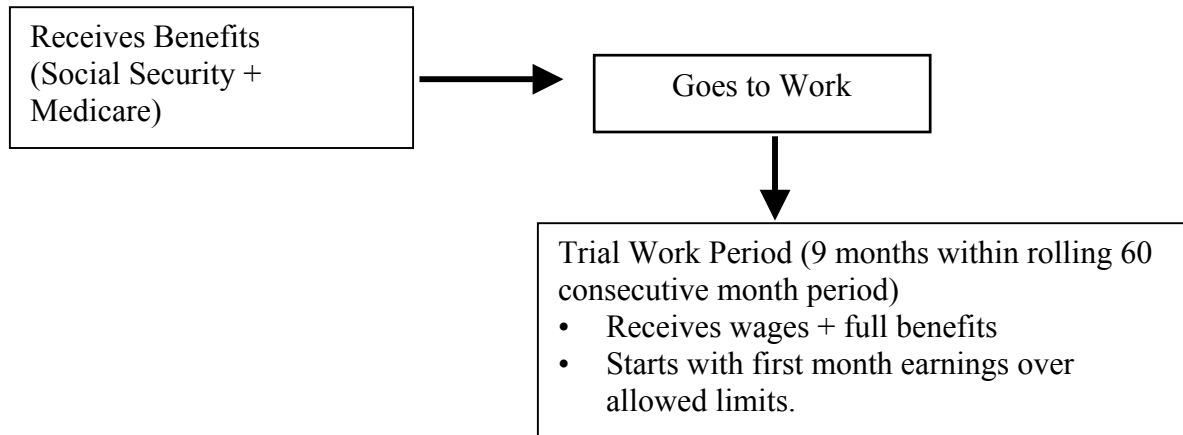 Receives Benefits
(Social Security +
Medicare)
Goes to Work
Trial Work Period (9 months within rolling 60
consecutive month period)
• Receives wages + full benefits
• Starts with first month earnings over
allowed limits.